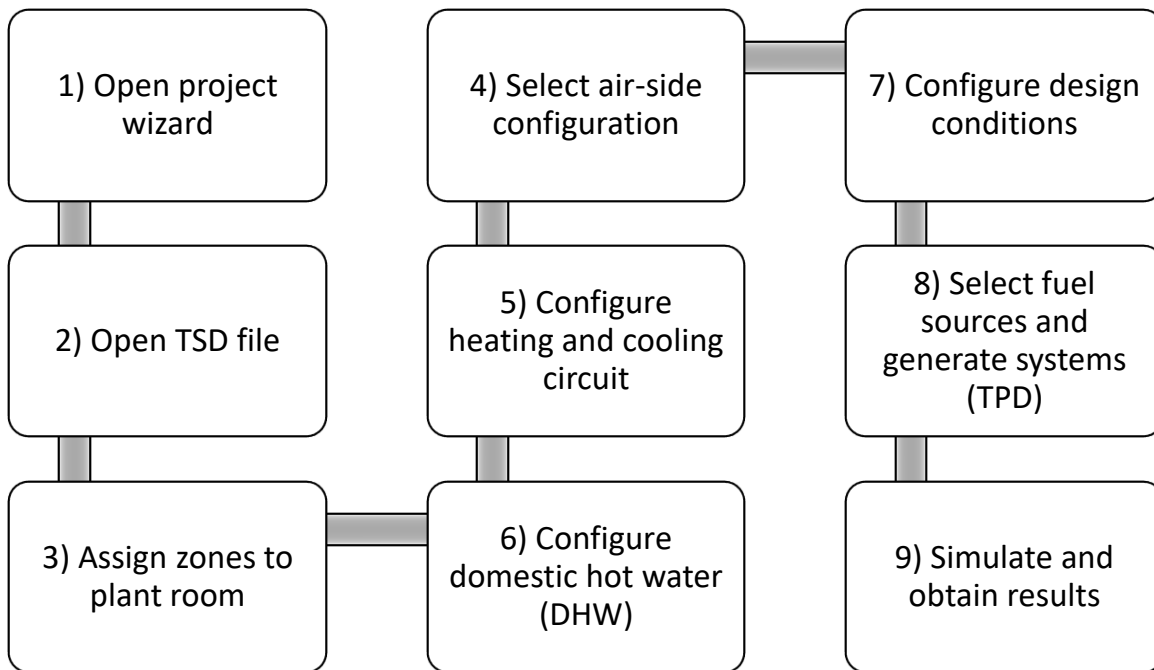 1) Open project
wizard
2) Open TSD file
3) Assign zones to
plant room
4) Select air-side
configuration
5) Configure
heating and cooling
circuit
6) Configure
domestic hot water
(DHW)
7) Configure design
conditions
8) Select fuel
sources and
generate systems
(TPD)
9) Simulate and
obtain results